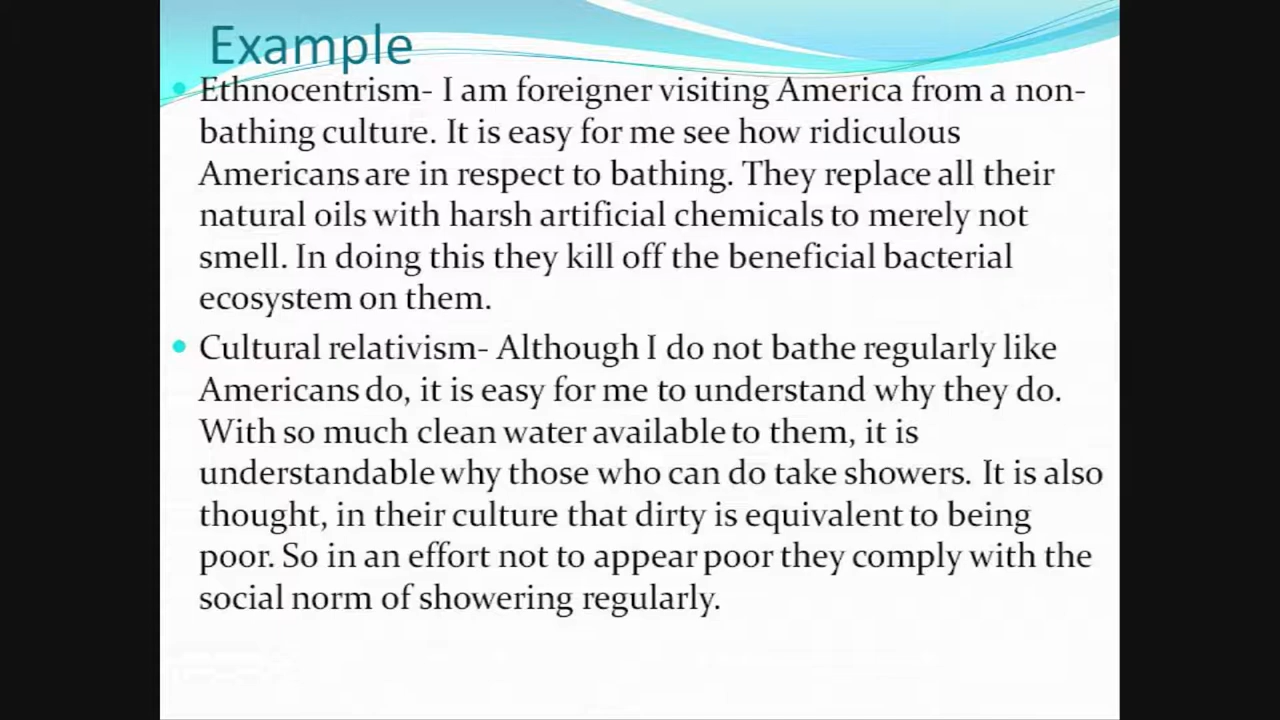 Example
• Ethnocentrism- I am foreigner visiting America from a non-
bathing culture. It is easy for me see how ridiculous
Americans are in respect to bathing. They replace all their
natural oils with harsh artificial chemicals to merely not
smell. In doing this they kill off the beneficial bacterial
ecosystem on them.
• Cultural relativism- Although I do not bathe regularly like
Americans do, it is easy for me to understand why they do.
With so much clean water available to them, it is
understandable why those who can do take showers. It is also
thought, in their culture that dirty is equivalent to being
poor. So in an effort not to appear poor they comply with the
social norm of showering regularly.